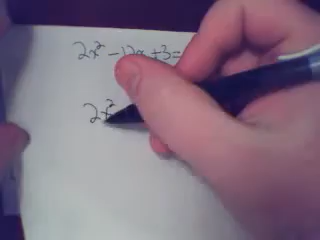 2x² - 12x + 3 =
2x²